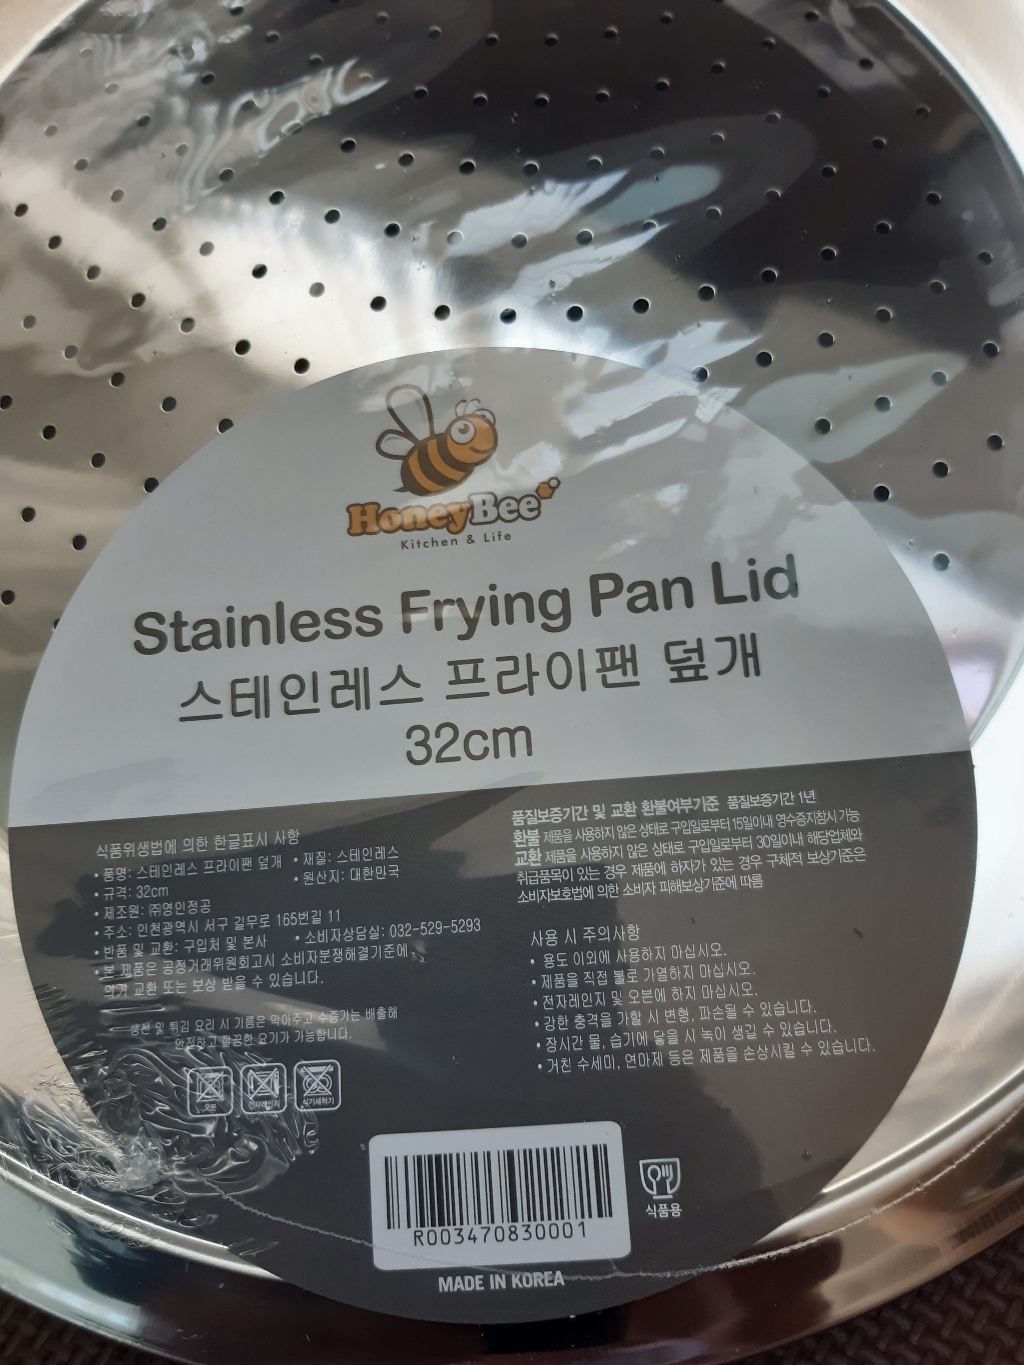 HoneyBee
Kitchen & Life
Stainless Frying Pan Lid
스테인레스 프라이팬 덮개
32cm
식품위생법에 의한 한글표시 사항
• 품명: 스테인레스 프라이팬 덮개 • 재질: 스테인레스
• 규격: 32cm • 원산지: 대한민국
• 제조원: ㈜영인정공
• 주소: 인천광역시 서구 길무로 165번길 11
• 반품 및 교환: 구입처 및 본사 • 소비자상담실: 032-529-5293
• 본 제품은 공정거래위원회고시 소비자분쟁해결기준에
의거 교환 또는 보상 받을 수 있습니다.
생선 및 튀김 요리 시 기름은 막아주고 수증기는 배출해
안전하고 깔끔한 요리가 가능합니다.
오븐 전자레인지 식기세척기
품질보증기간 및 교환 환불여부기준 품질보증기간 1년
환불 제품을 사용하지 않은 상태로 구입일로부터 15일이내 영수증지참시 가능
교환 제품을 사용하지 않은 상태로 구입일로부터 30일이내 해당업체와
취급품목이 있는 경우 제품에 하자가 있는 경우 구체적 보상기준은
소비자보호법에 의한 소비자 피해보상기준에 따름
사용 시 주의사항
• 용도 이외에 사용하지 마십시오.
• 제품을 직접 불로 가열하지 마십시오.
• 전자레인지 및 오븐에 하지 마십시오.
• 강한 충격을 가할 시 변형, 파손될 수 있습니다.
• 장시간 물, 습기에 닿을 시 녹이 생길 수 있습니다.
• 거친 수세미, 연마제 등은 제품을 손상시킬 수 있습니다.
R003470830001
식품용
MADE IN KOREA